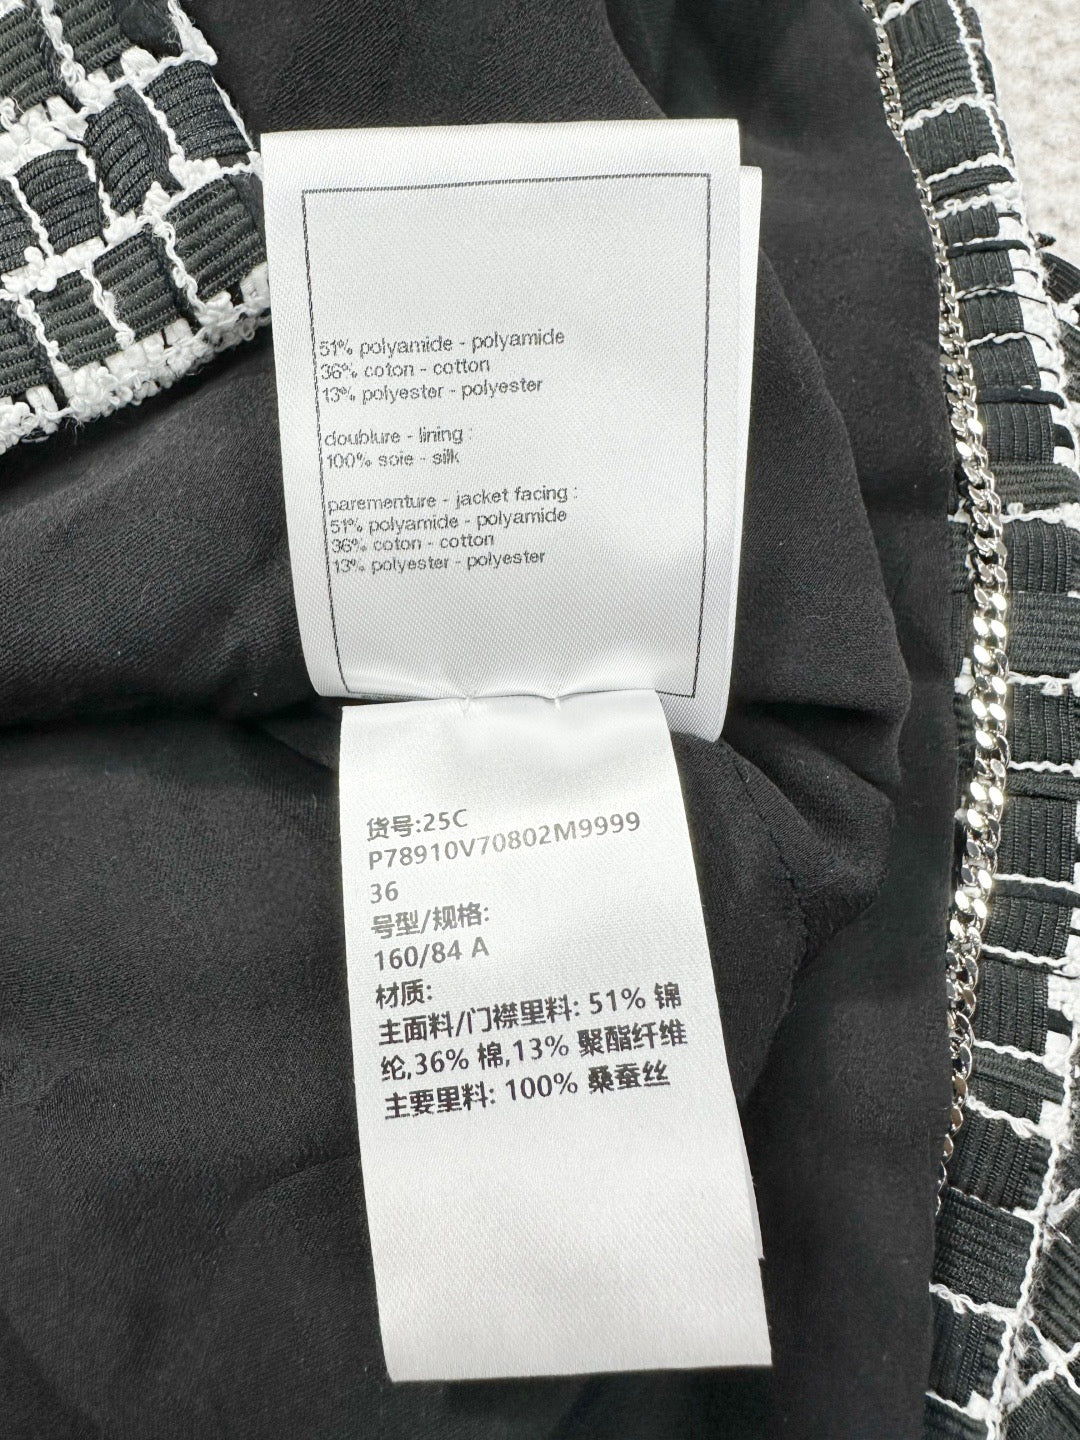 51% polyamide - polyamide
36% coton - cotton
13% polyester - polyester
doublure - lining :
100% soie - silk
parementure - jacket facing :
51% polyamide - polyamide
36% coton - cotton
13% polyester - polyester
货号:25C
P78910V70802M9999
36
号型/规格:
160/84 A
材质:
主面料/门襟里料: 51% 锦
纶,36% 棉,13% 聚酯纤维
主要里料: 100% 桑蚕丝